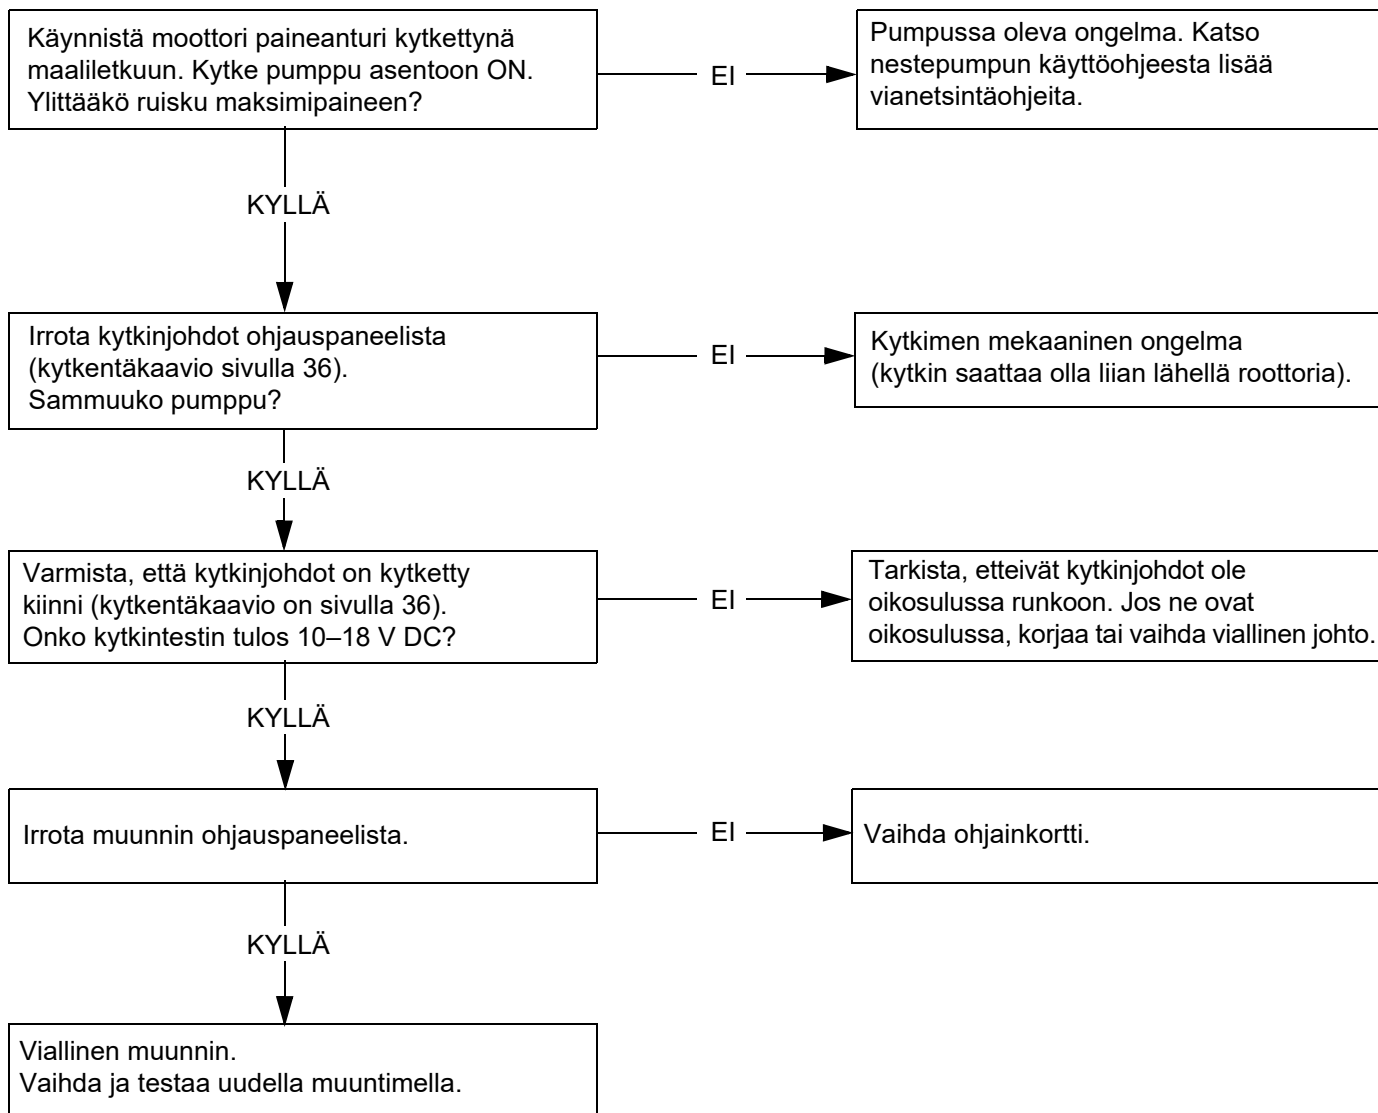 Käynnistä moottori paineanturi kytkettynä
maaliletkuun. Kytke pumppu asentoon ON.
Ylittääkö ruisku maksimipaineen?
EI
Pumpussa oleva ongelma. Katso
nestepumpun käyttöohjeesta lisää
vianetsintäohjeita.
KYLLÄ
Irrota kytkinjohdot ohjauspaneelista
(kytkentäkaavio sivulla 36).
Sammuuko pumppu?
EI
Kytkimen mekaaninen ongelma
(kytkin saattaa olla liian lähellä roottoria).
KYLLÄ
Varmista, että kytkinjohdot on kytketty
kiinni (kytkentäkaavio on sivulla 36).
Onko kytkintestin tulos 10–18 V DC?
EI
Tarkista, etteivät kytkinjohdot ole
oikosulussa runkoon. Jos ne ovat
oikosulussa, korjaa tai vaihda viallinen johto.
KYLLÄ
Irrota muunnin ohjauspaneelista.
EI
Vaihda ohjainkortti.
KYLLÄ
Viallinen muunnin.
Vaihda ja testaa uudella muuntimella.